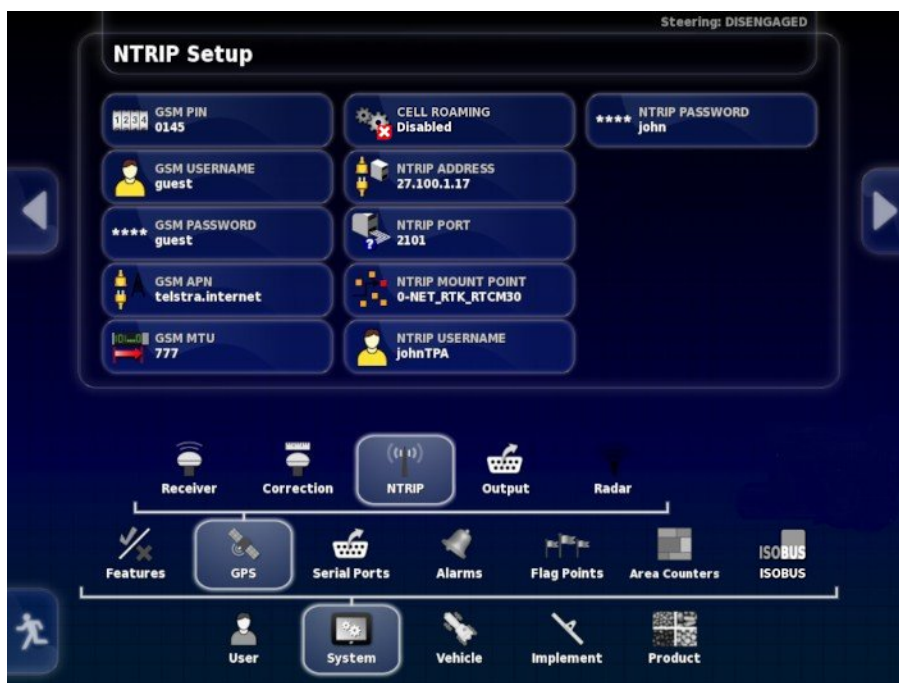 Steering: DISENGAGED
NTRIP Setup
1234
GSM PIN
0145
CELL ROAMING
Disabled
**** NTRIP PASSWORD
john
GSM USERNAME
guest
NTRIP ADDRESS
27.100.1.17
**** GSM PASSWORD
guest
?
NTRIP PORT
2101
GSM APN
telstra.internet
NTRIP MOUNT POINT
0-NET_RTK_RTCM30
GSM MTU
777
NTRIP USERNAME
johnTPA
Receiver Correction NTRIP Output Radar
Features GPS Serial Ports Alarms Flag Points Area Counters ISOBUS
ISOBUS
User System Vehicle Implement Product